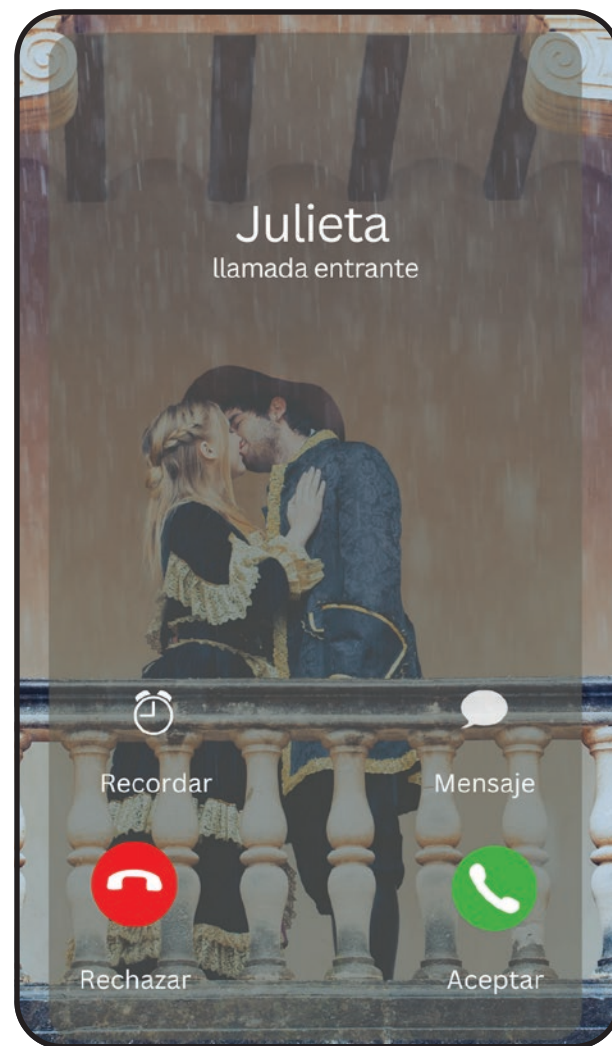 Julieta
llamada entrante
Recordar
Mensaje
Rechazar
Aceptar